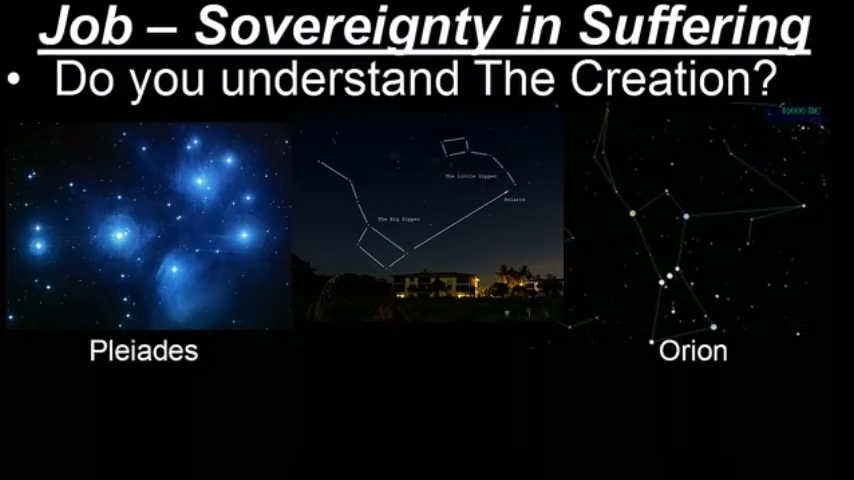 Job – Sovereignty in Suffering
• Do you understand The Creation?
The Little Dipper
Polaris
The Big Dipper
Pleiades
Orion